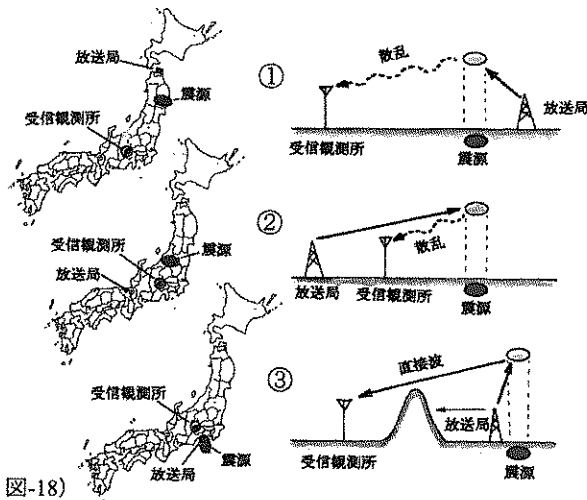 放送局
震源
受信観測所
①
散乱
放送局
受信観測所
震源
受信観測所
震源
放送局
②
散乱
放送局
受信観測所
震源
受信観測所
放送局
震源
③
直接波
放送局
受信観測所
震源
図-18)